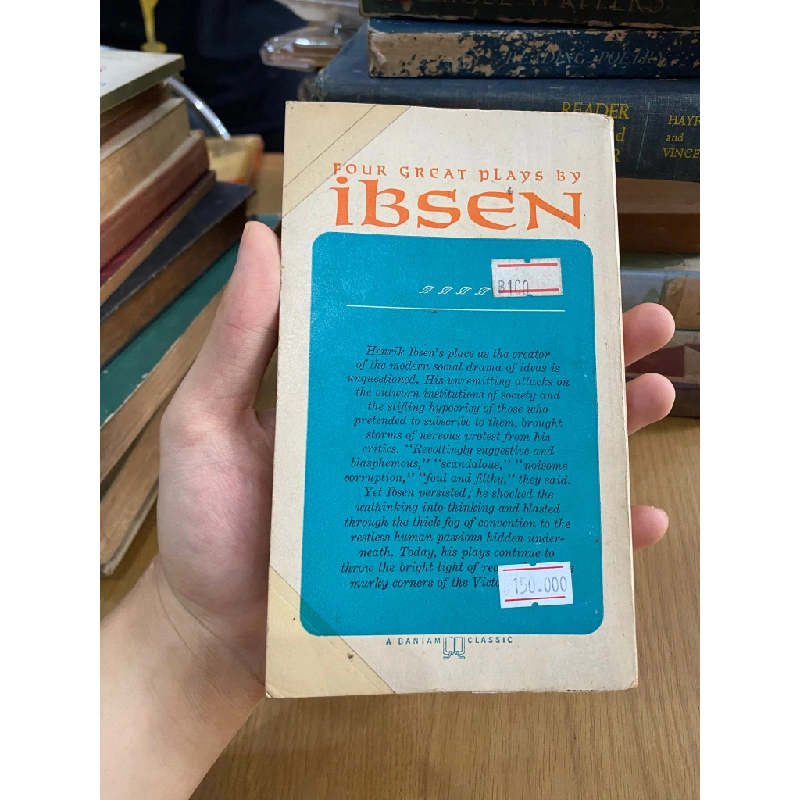 READING POETRY
READER
HAYR
and
VINCE
FOUR GREAT PLAYS BY
IBSEN
B100
Henrik Ibsen's place as the creator
of the modern social drama of ideas is
unquestioned. His unremitting attacks on
the outworn institutions of society and
the stifling hypocrisy of those who
pretended to subscribe to them, brought
storms of nervous protest from his
critics. "Revoltingly suggestive and
blasphemous," "scandalous," "noisome
corruption," "foul and filthy," they said.
Yet Ibsen persisted; he shocked the
unthinking into thinking and blasted
through the thick fog of convention to the
restless human passions hidden under-
neath. Today, his plays continue to
throw the bright light of
murky corners of the
150.000
A BANTAM CLASSIC